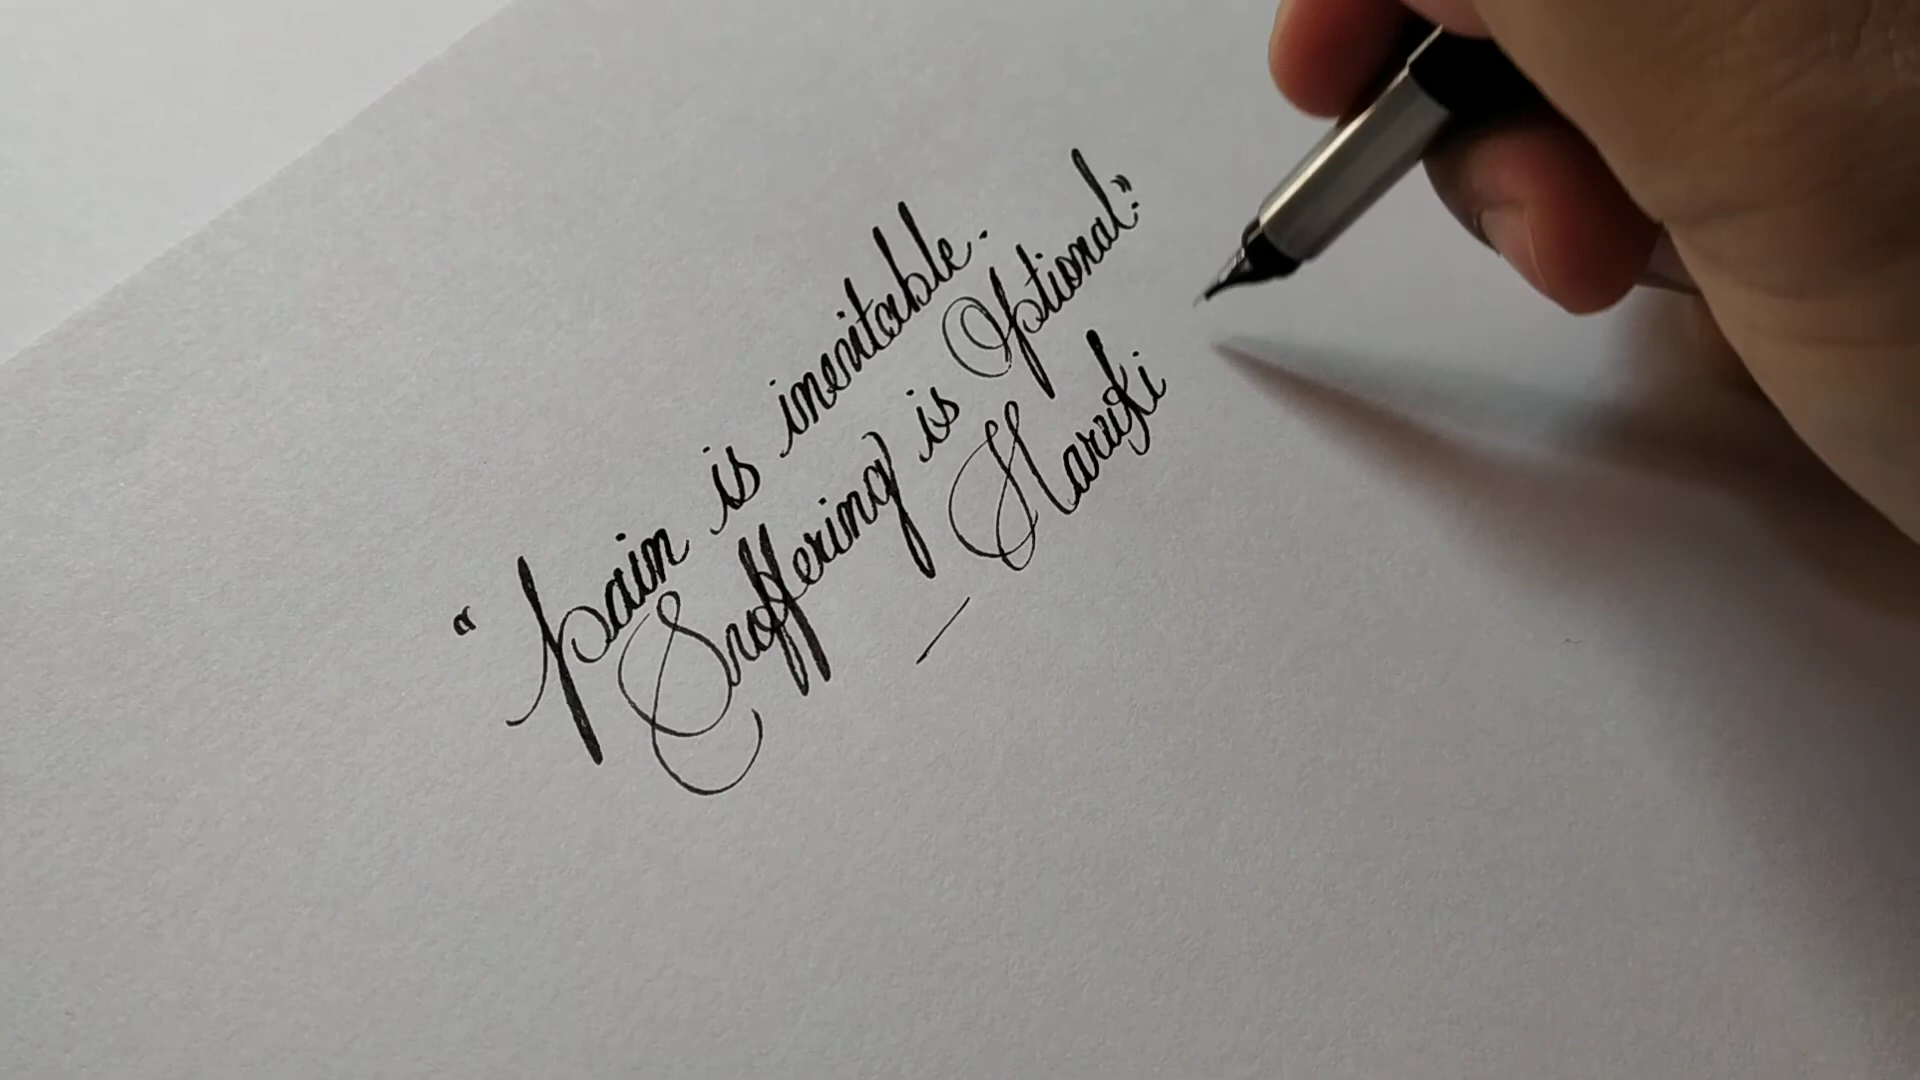 "pain is inevitable.
Suffering is Optional."
— Haruki